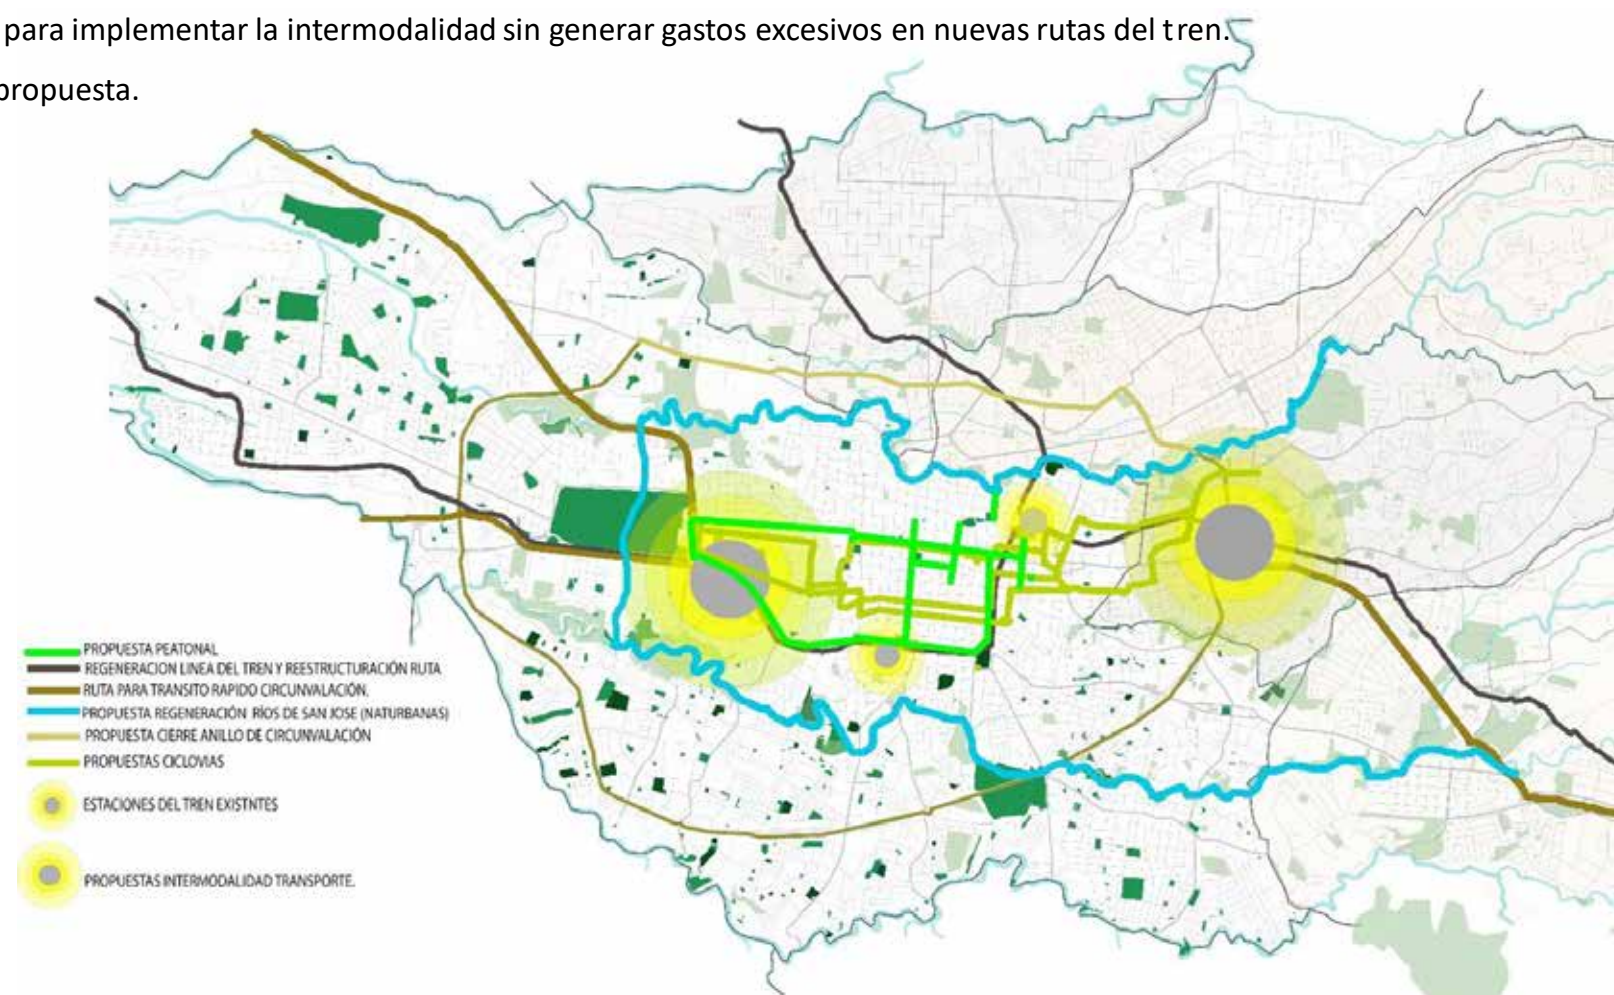 para implementar la intermodalidad sin generar gastos excesivos en nuevas rutas del tren.
propuesta.
PROPUESTA PEATONAL
REGENERACION LINEA DEL TREN Y REESTRUCTURACIÓN RUTA
RUTA PARA TRANSITO RAPIDO CIRCUNVALACIÓN.
PROPUESTA REGENERACIÓN RÍOS DE SAN JOSE (NATURBANAS)
PROPUESTA CIERRE ANILLO DE CIRCUNVALACIÓN
PROPUESTAS CICLOVIAS
ESTACIONES DEL TREN EXISTNTES
PROPUESTAS INTERMODALIDAD TRANSPORTE.